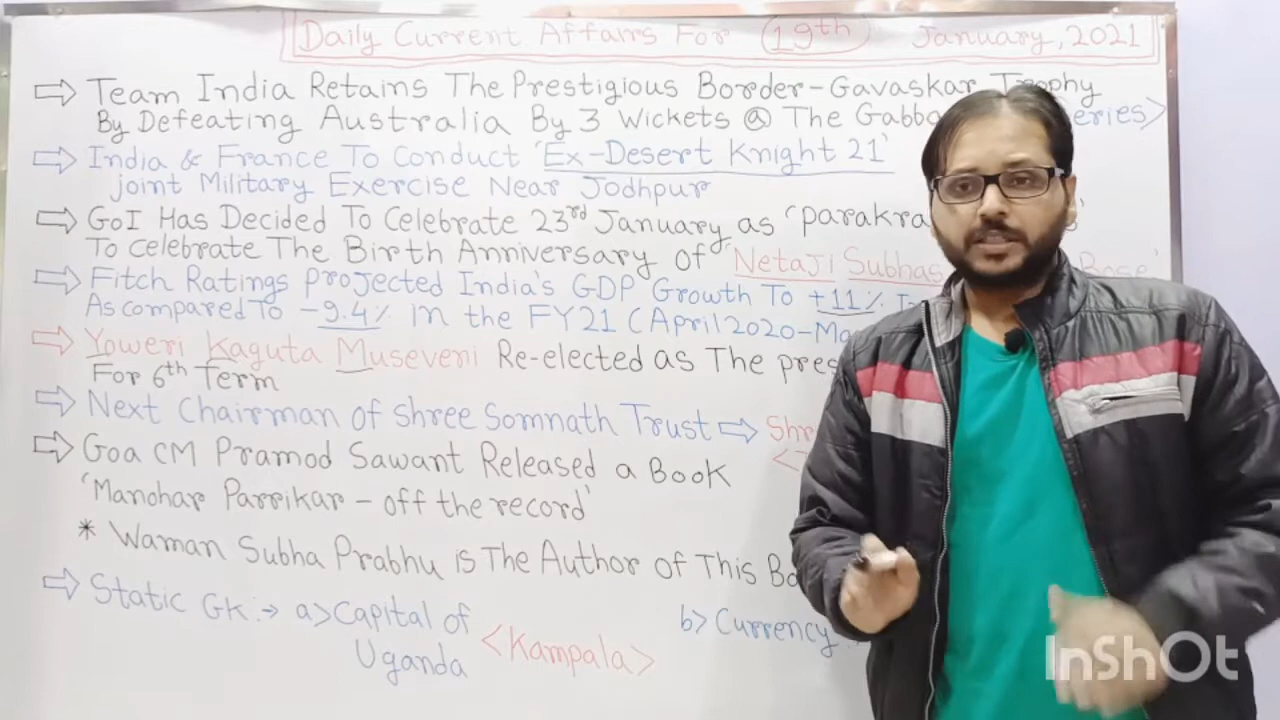 Daily Current Affairs For 19th January, 2021
⇒ Team India Retains The Prestigious Border-Gavaskar Trophy
By Defeating Australia By 3 Wickets @ The Gabba
⇒ India & France To Conduct 'Ex-Desert Knight 21'
joint Military Exercise Near Jodhpur
⇒ GoI Has Decided To Celebrate 23rd January as
To Celebrate The Birth Anniversary of Netaji Subhas Bose'
⇒ Fitch Ratings projected India's GDP Growth To +11%
As compared To -9.4% in the FY21 (April 2020-
⇒ Yoweri Kaguta Museveni Re-elected as The
For 6th Term
⇒ Next Chairman of Shree Somnath Trust ⇒
⇒ Goa CM Pramod Sawant Released a Book
'Manohar Parrikar - off the record'
* Waman Subha Prabhu is The Author of This
⇒ Static GK:→ a> Capital of b> Currency
Uganda <Kampala>
InShOt